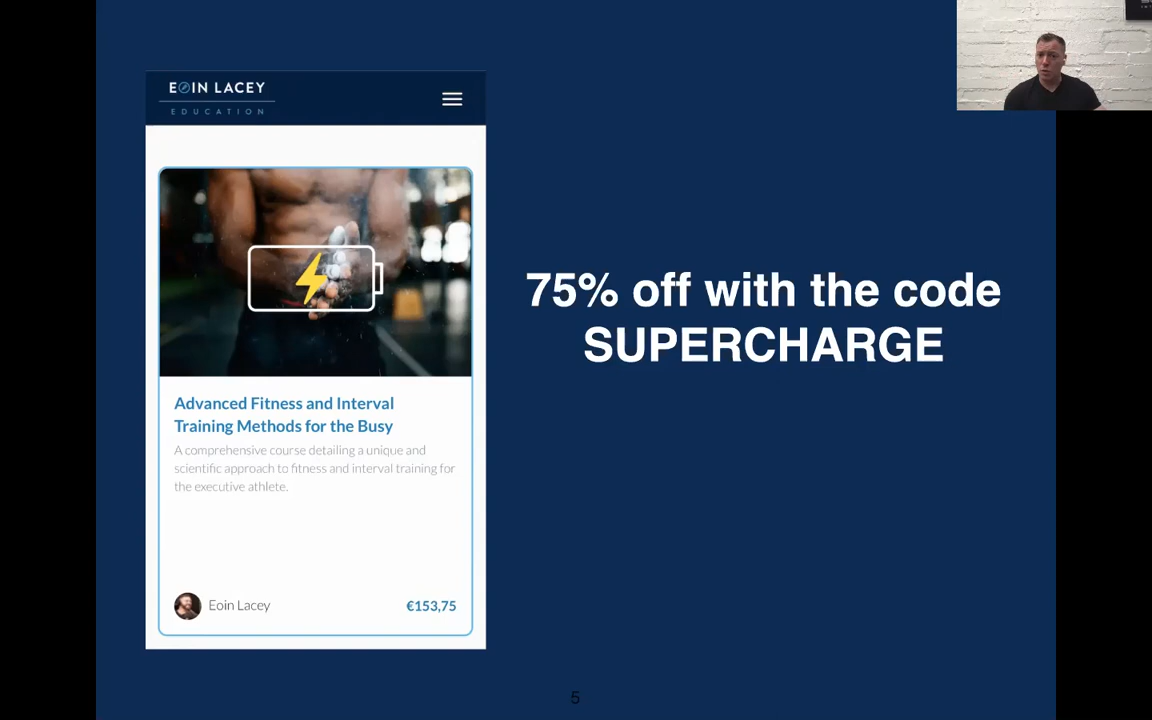 EOIN LACEY
EDUCATION
75% off with the code
SUPERCHARGE
Advanced Fitness and Interval
Training Methods for the Busy
A comprehensive course detailing a unique and
scientific approach to fitness and interval training for
the executive athlete.
Eoin Lacey
€153,75
5